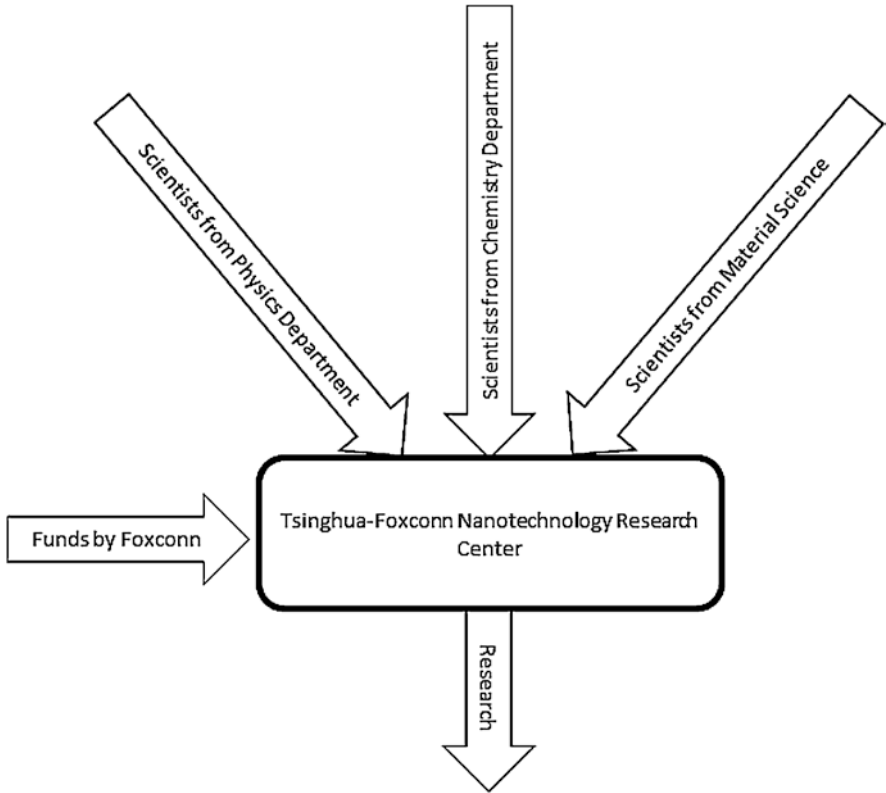 Scientists from Physics Department
Scientists from Chemistry Department
Scientists from Material Science
Funds by Foxconn
Tsinghua-Foxconn Nanotechnology Research
Center
Research